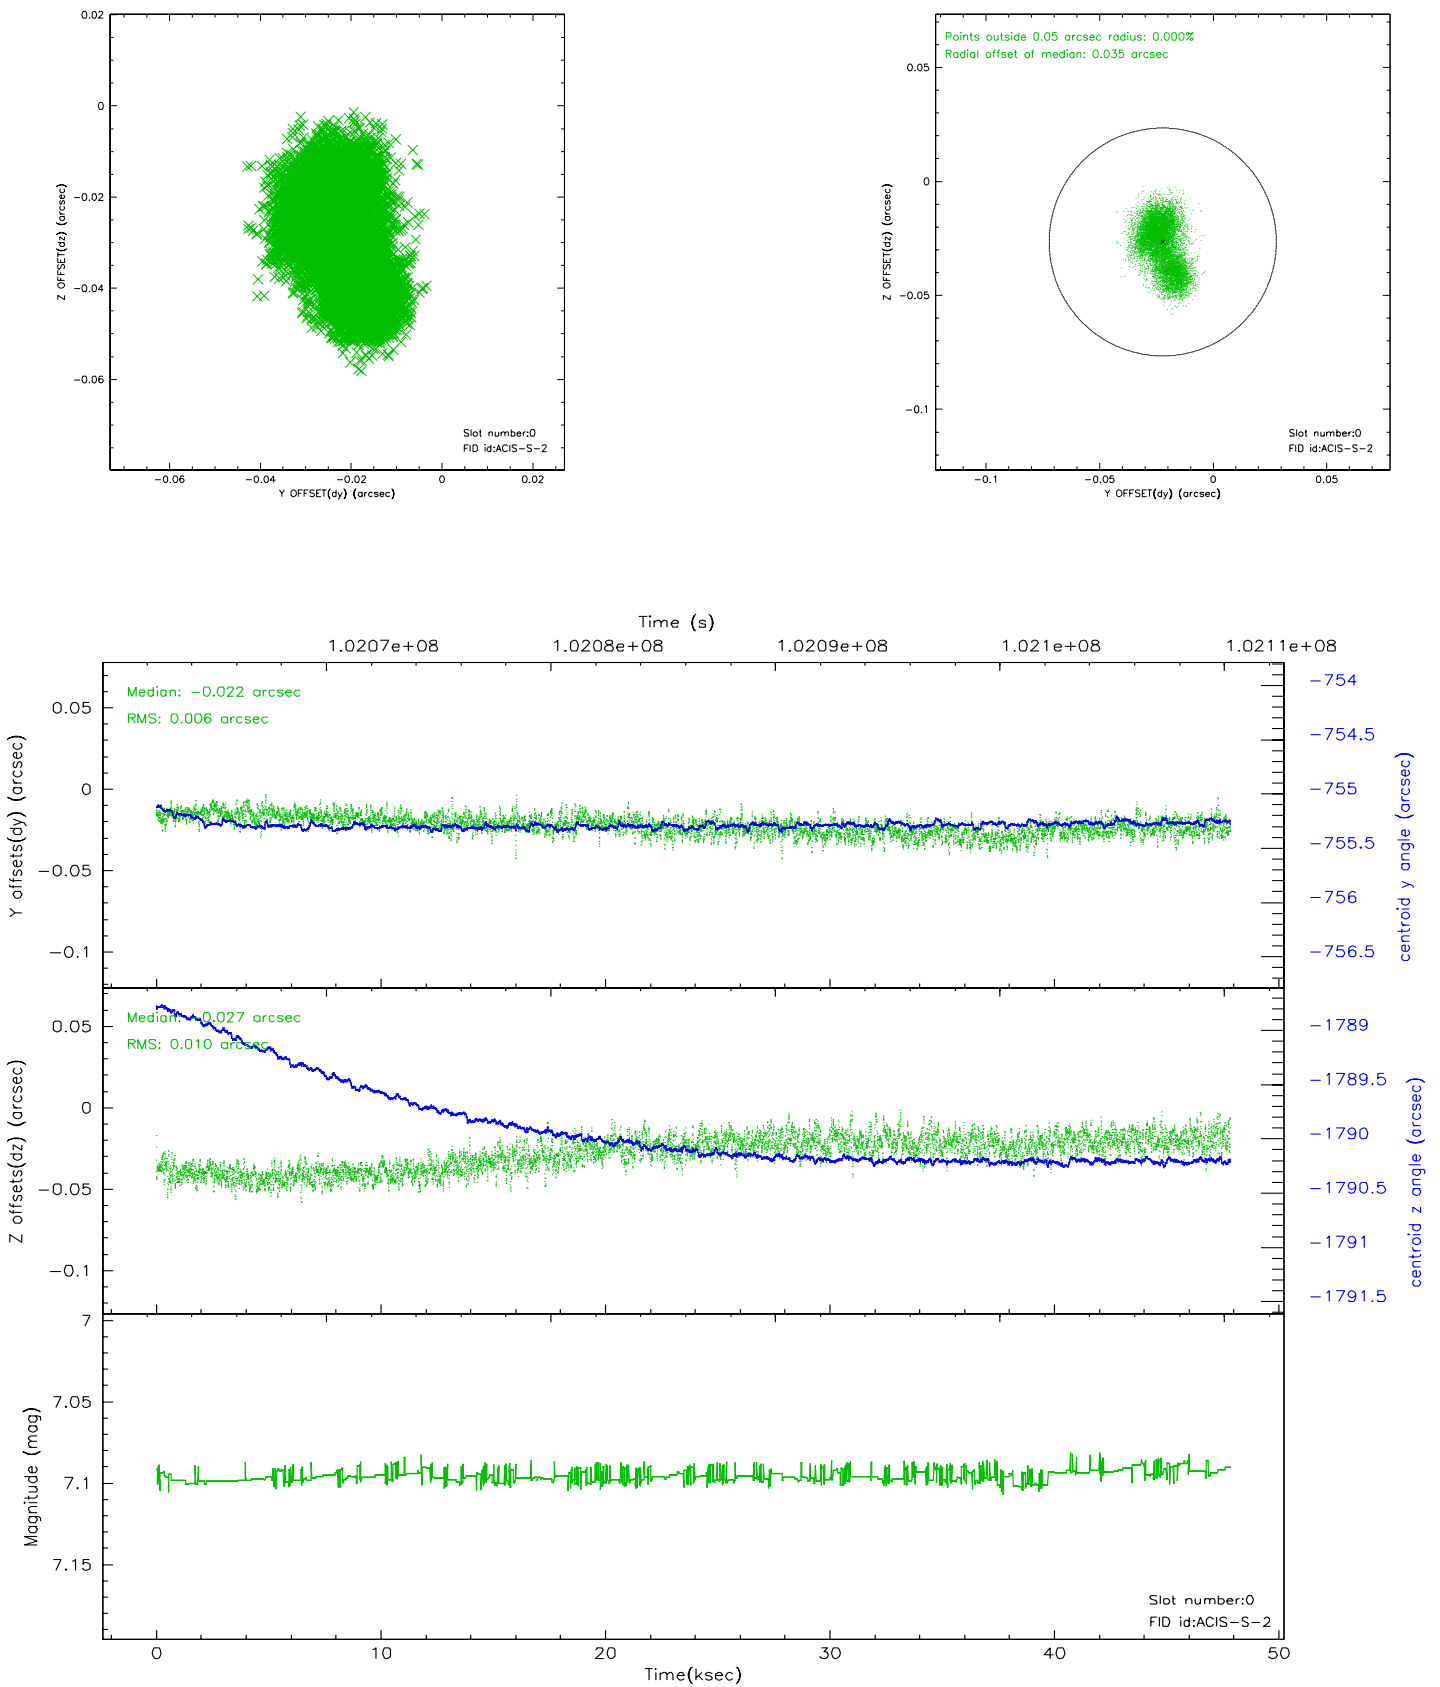 0.02
0
−0.02
−0.04
−0.06
Z OFFSET(dz) (arcsec)
Slot number:0
FID id:ACIS−S−2
−0.06
−0.04
−0.02
0
0.02
Y OFFSET(dy) (arcsec)
Points outside 0.05 arcsec radius: 0.000%
Radial offset of median: 0.035 arcsec
0.05
0
−0.05
−0.1
Z OFFSET(dz) (arcsec)
Slot number:0
FID id:ACIS−S−2
−0.1
−0.05
0
0.05
Y OFFSET(dy) (arcsec)
Time (s)
1.0207e+08
1.0208e+08
1.0209e+08
1.021e+08
1.0211e+08
Median: −0.022 arcsec
RMS: 0.006 arcsec
0.05
0
−0.05
−0.1
Y offsets(dy) (arcsec)
−754
−754.5
−755
−755.5
−756
−756.5
centroid y angle (arcsec)
Median: −0.027 arcsec
RMS: 0.010 arcsec
0.05
0
−0.05
−0.1
Z offsets(dz) (arcsec)
−1789
−1789.5
−1790
−1790.5
−1791
−1791.5
centroid z angle (arcsec)
7
7.05
7.1
7.15
Magnitude (mag)
Slot number:0
FID id:ACIS−S−2
0
10
20
30
40
50
Time(ksec)